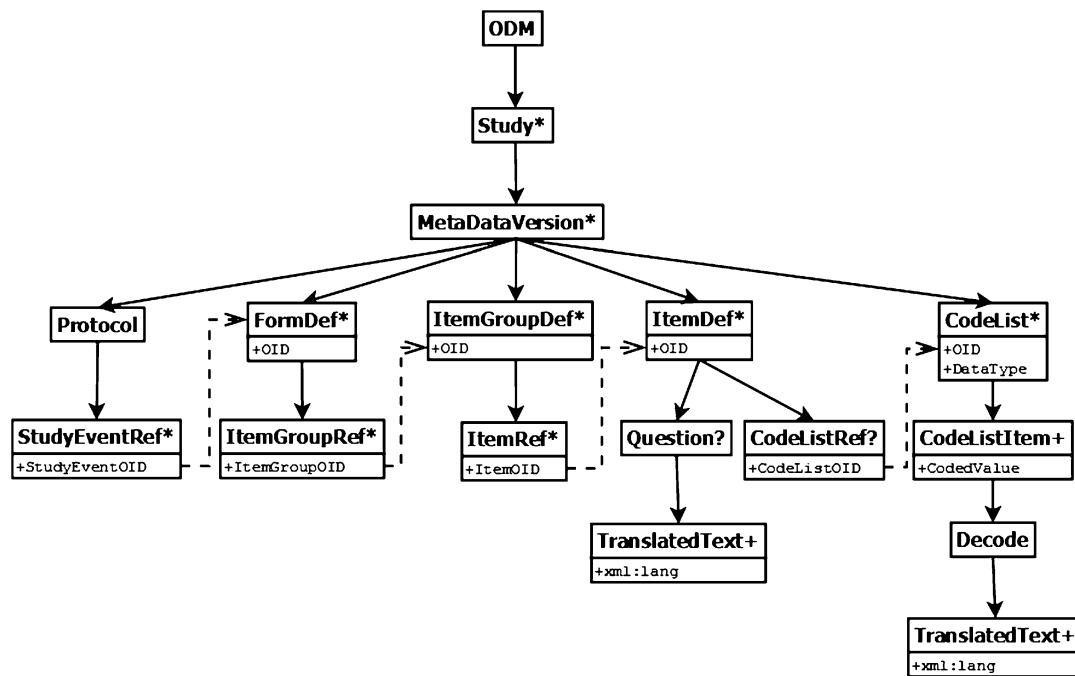 ODM
Study*
MetaDataVersion*
Protocol
FormDef*
+OID
ItemGroupDef*
+OID
ItemDef*
+OID
CodeList*
+OID
+DataType
StudyEventRef*
+StudyEventOID
ItemGroupRef*
+ItemGroupOID
ItemRef*
+ItemOID
Question?
CodeListRef?
+CodeListOID
CodeListItem+
+CodedValue
TranslatedText+
+xml:lang
Decode
TranslatedText+
+xml:lang